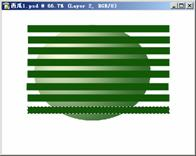 西瓜1.psd @ 66.7% (Layer 2, RGB/8)